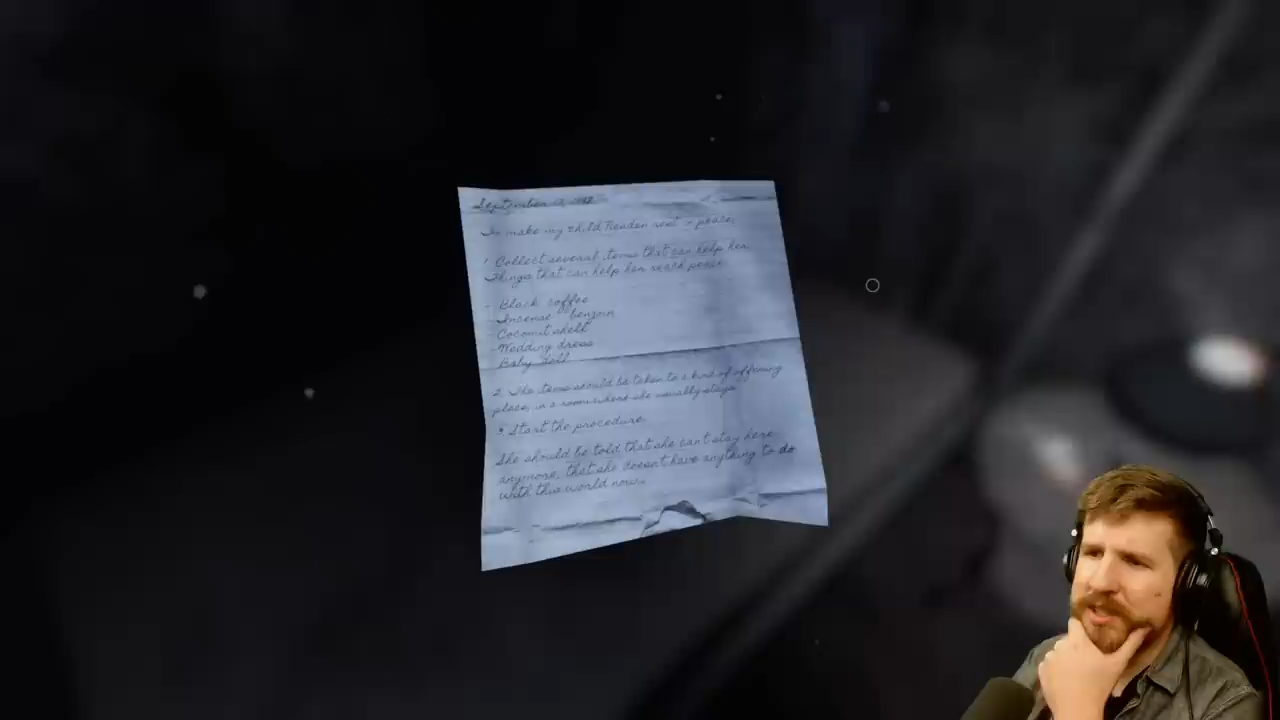 September
To make my child Neaden rest in peace,
1. Collect several items that can help her.
Things that can help her reach peace.
- Black coffee
- Incense benzoin
- Coconut shell
- Wedding dress
- Baby doll
2. The items should be taken to a kind of offering
place, in a room where she usually stays
3. Start the procedure.
She should be told that she can't stay here
anymore, that she doesn't have anything to do
with this world now.